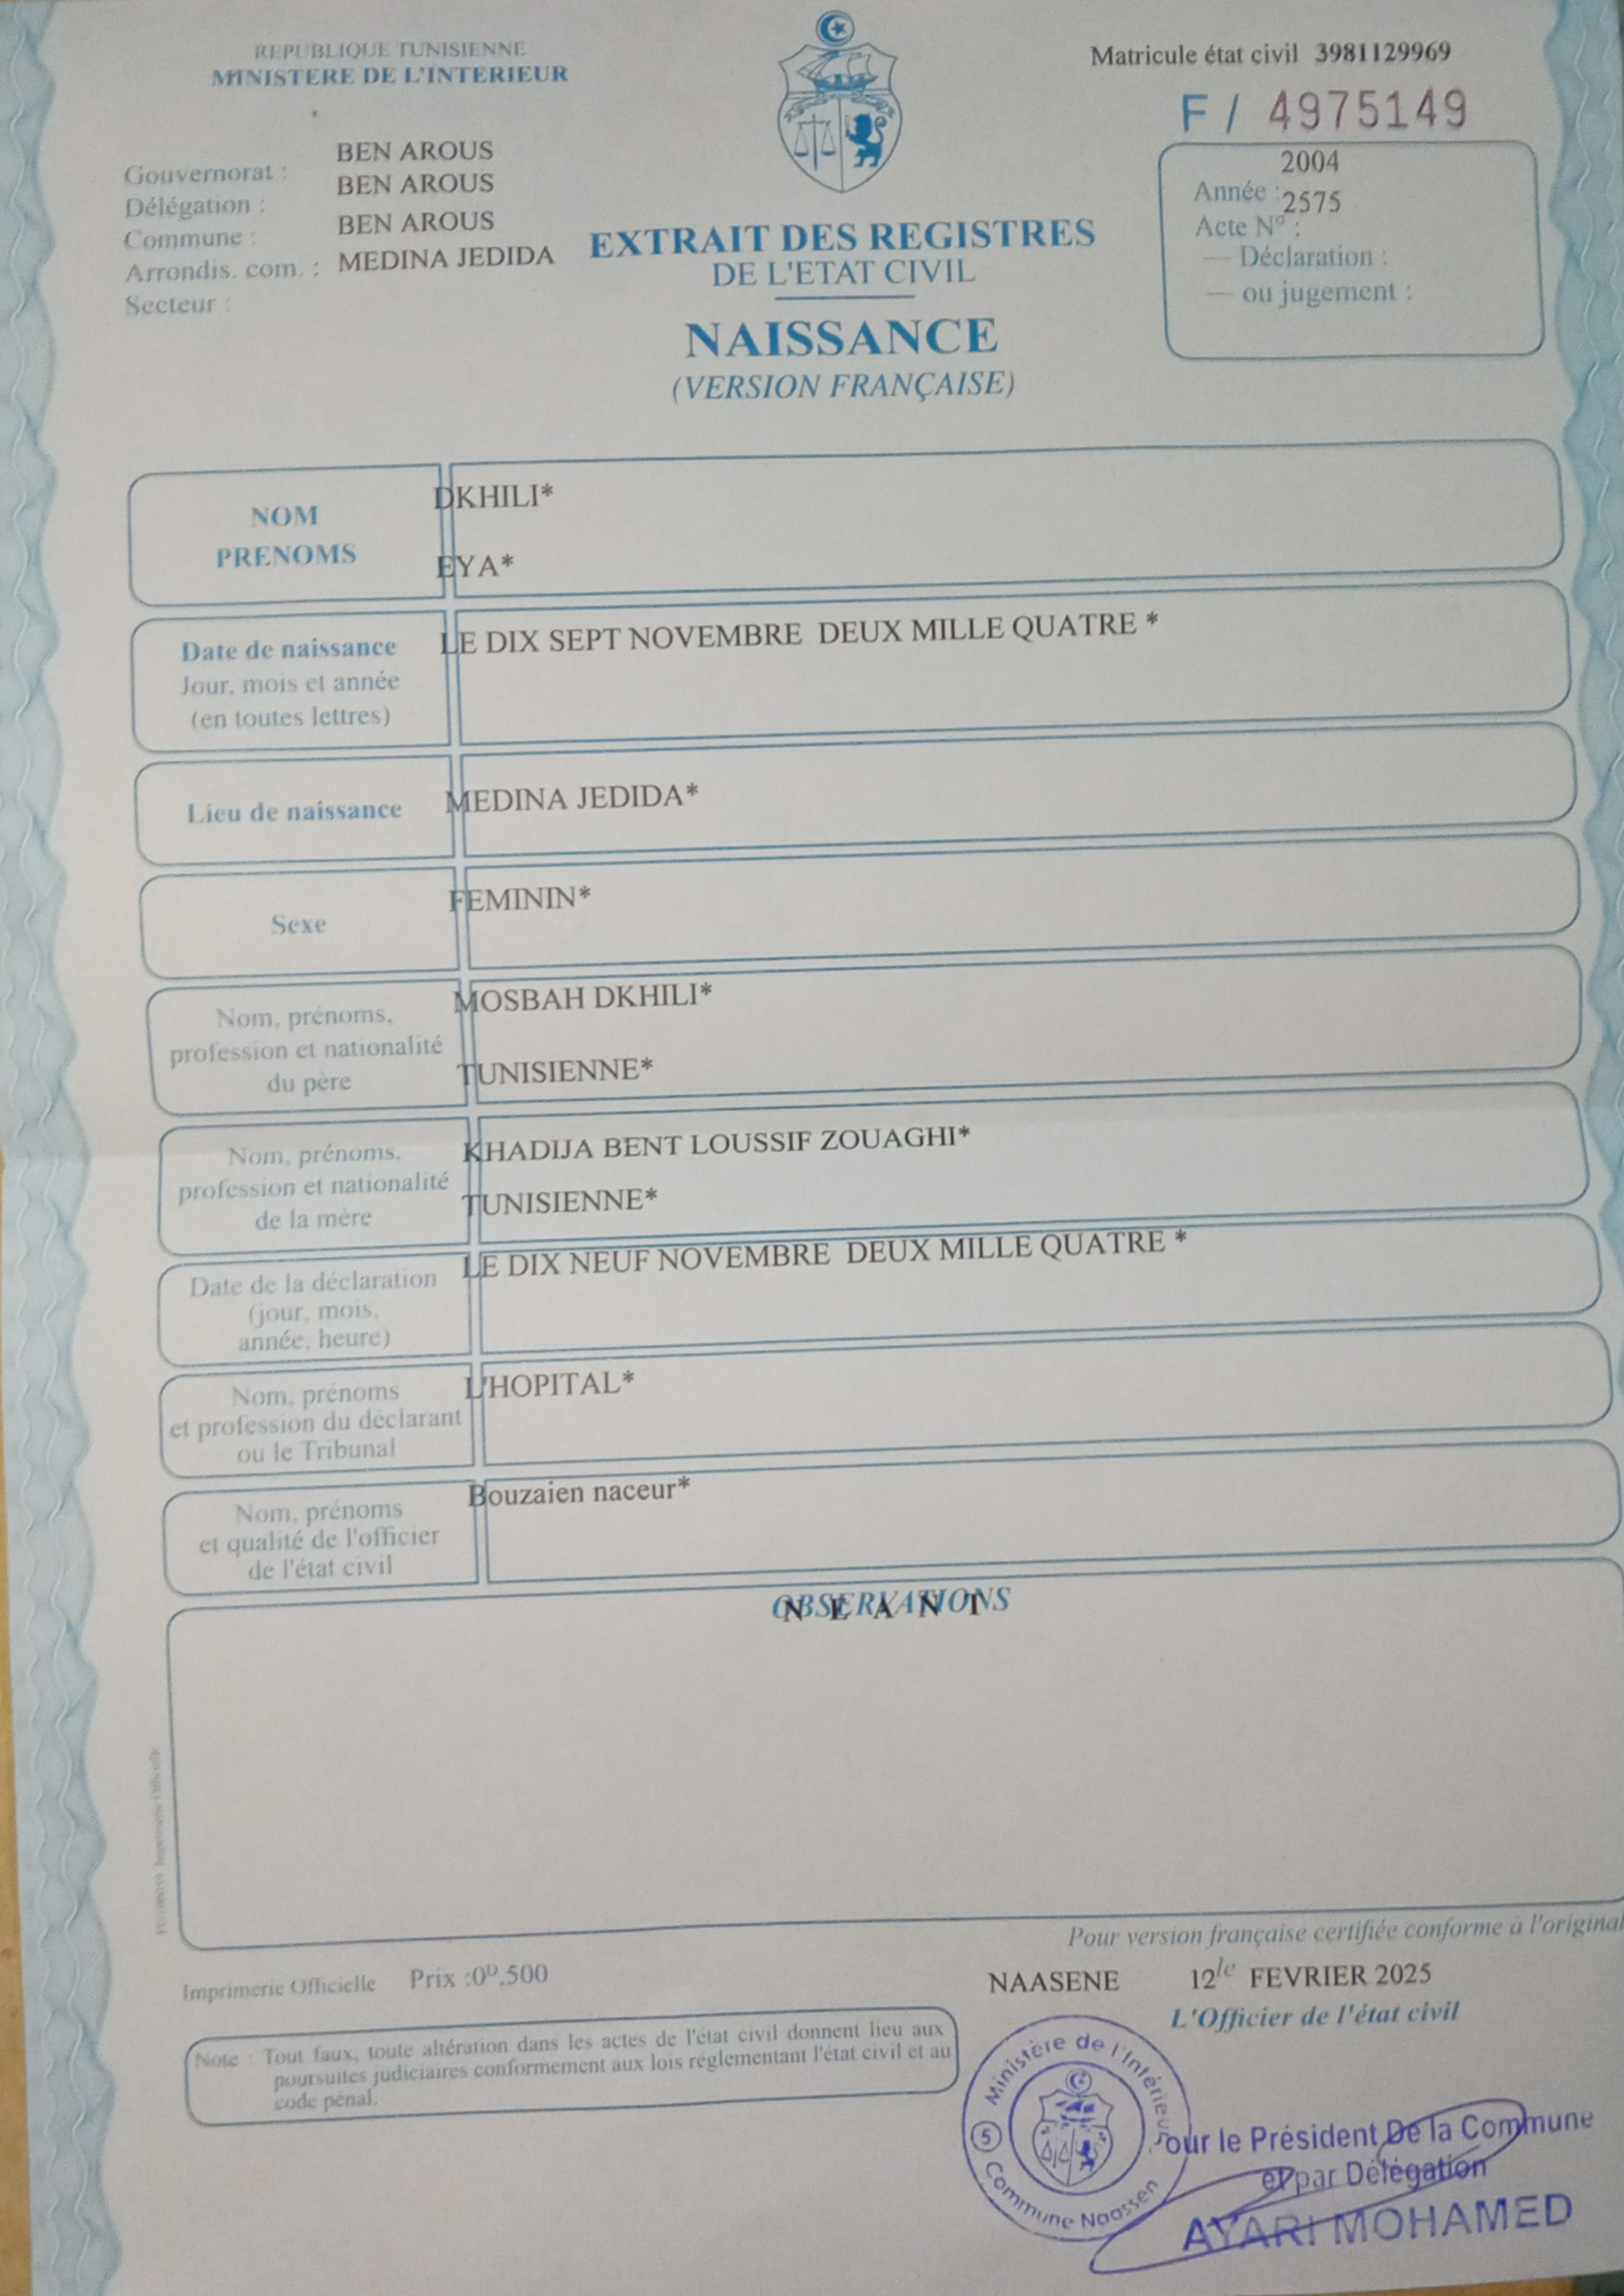 REPUBLIQUE TUNISIENNE
MINISTERE DE L'INTERIEUR
Matricule état civil 3981129969
F / 4975149
Gouvernorat : BEN AROUS
Délégation : BEN AROUS
Commune : BEN AROUS
Arrondis. com. : MEDINA JEDIDA
Secteur :
2004
Année :
2575
Acte N° :
— Déclaration :
— ou jugement :
EXTRAIT DES REGISTRES
DE L'ETAT CIVIL
NAISSANCE
(VERSION FRANÇAISE)
NOM
DKHILI*
PRENOMS
EYA*
Date de naissance
Jour, mois et année
(en toutes lettres)
LE DIX SEPT NOVEMBRE DEUX MILLE QUATRE *
Lieu de naissance
MEDINA JEDIDA*
Sexe
FEMININ*
Nom, prénoms,
profession et nationalité
du père
MOSBAH DKHILI*
TUNISIENNE*
Nom, prénoms,
profession et nationalité
de la mère
KHADIJA BENT LOUSSIF ZOUAGHI*
TUNISIENNE*
Date de la déclaration
(jour, mois,
année, heure)
LE DIX NEUF NOVEMBRE DEUX MILLE QUATRE *
Nom, prénoms
et profession du déclarant
ou le Tribunal
L'HOPITAL*
Nom, prénoms
et qualité de l'officier
de l'état civil
Bouzaien naceur*
OBSERVATIONS
N E A N T
Imprimerie Officielle
Pour version française certifiée conforme à l'original
Imprimerie Officielle Prix :0D,500
NAASENE 12le FEVRIER 2025
L'Officier de l'état civil
Note : Tout faux, toute altération dans les actes de l'état civil donnent lieu aux
poursuites judiciaires conformement aux lois réglementant l'état civil et au
code pénal.
Ministère de l'Intérieur
5
Commune Naassen
our le Président De la Commune
et par Délégation
AYARI MOHAMED